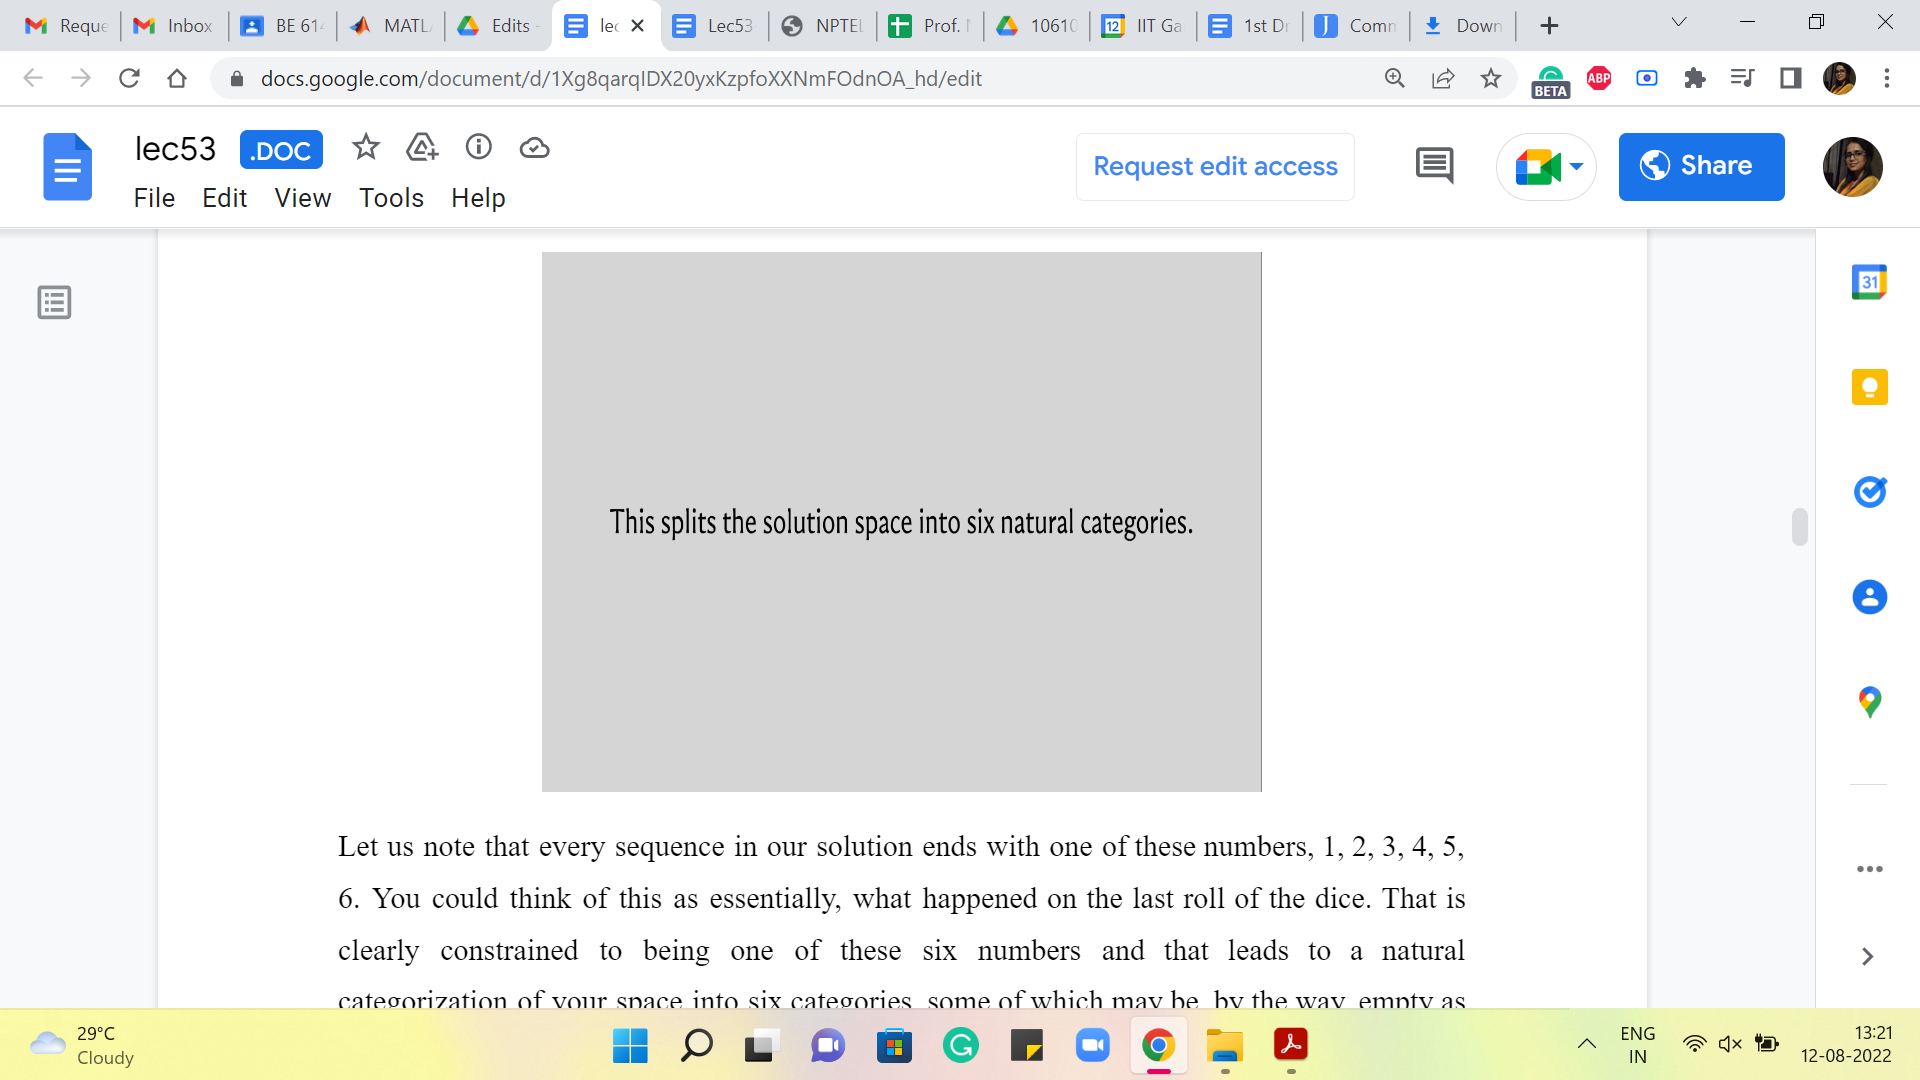 Reque
Inbox
BE 614
MATL
Edits -
lec
Lec53
NPTEL
Prof. N
10610
12
IIT Ga
1st Dr
Comm
Down
docs.google.com/document/d/1Xg8qarqIDX20yxKzpfoXXNmFOdnOA_hd/edit
BETA
ABP
lec53
.DOC
File Edit View Tools Help
Request edit access
Share
31
This splits the solution space into six natural categories.
Let us note that every sequence in our solution ends with one of these numbers, 1, 2, 3, 4, 5,
6. You could think of this as essentially, what happened on the last roll of the dice. That is
clearly constrained to being one of these six numbers and that leads to a natural
categorization of your space into six categories, some of which may be, by the way, empty as
29°C
Cloudy
ENG
IN
13:21
12-08-2022